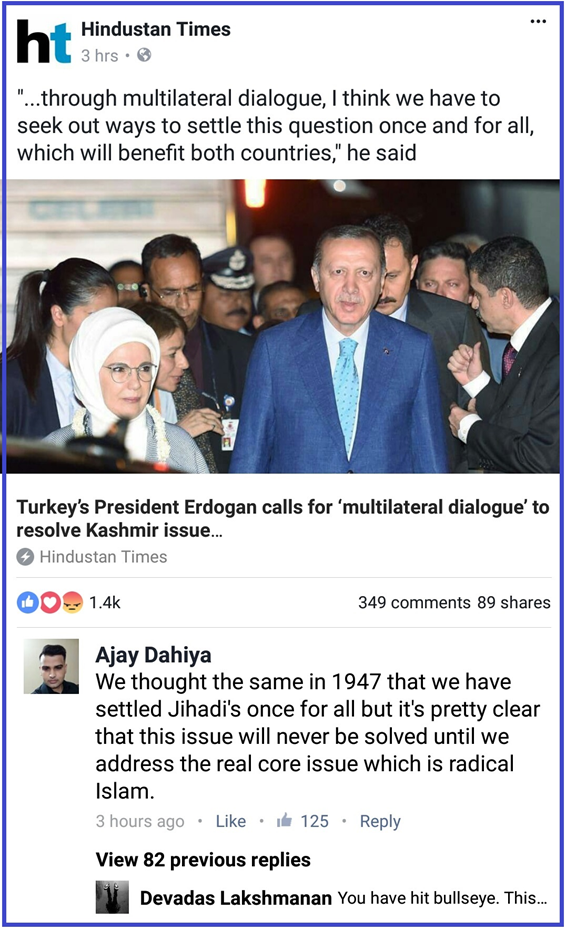 ht
Hindustan Times
3 hrs •
"...through multilateral dialogue, I think we have to
seek out ways to settle this question once and for all,
which will benefit both countries," he said
Turkey's President Erdogan calls for 'multilateral dialogue' to
resolve Kashmir issue...
Hindustan Times
1.4k 349 comments 89 shares
Ajay Dahiya
We thought the same in 1947 that we have
settled Jihadi's once for all but it's pretty clear
that this issue will never be solved until we
address the real core issue which is radical
Islam.
3 hours ago • Like • 125 • Reply
View 82 previous replies
Devadas Lakshmanan You have hit bullseye. This...